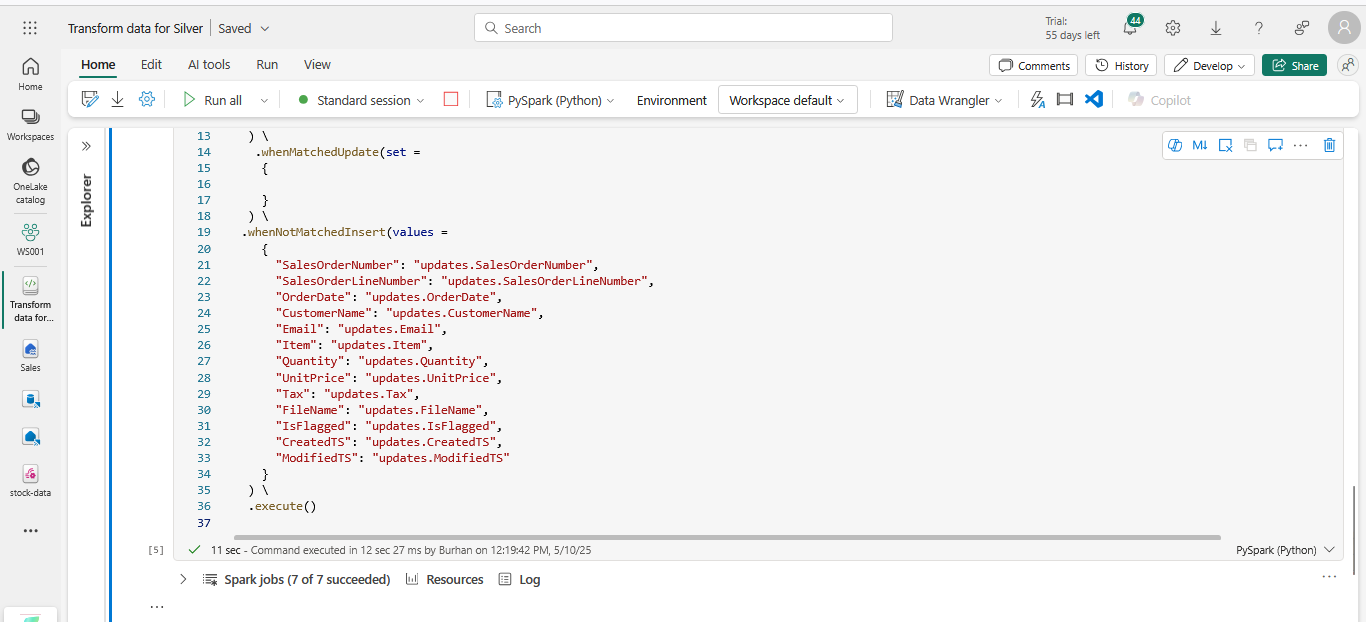 Transform data for Silver | Saved
Search
Trial:
55 days left
44
Home Edit AI tools Run View
Comments History Develop Share
Run all Standard session PySpark (Python) Environment Workspace default Data Wrangler Copilot
Home
Workspaces
OneLake
catalog
WS001
Transform
data for...
Sales
stock-data
...
Explorer
M↓ ...
13 ) \
14 .whenMatchedUpdate(set =
15 {
16
17 }
18 ) \
19 .whenNotMatchedInsert(values =
20 {
21 "SalesOrderNumber": "updates.SalesOrderNumber",
22 "SalesOrderLineNumber": "updates.SalesOrderLineNumber",
23 "OrderDate": "updates.OrderDate",
24 "CustomerName": "updates.CustomerName",
25 "Email": "updates.Email",
26 "Item": "updates.Item",
27 "Quantity": "updates.Quantity",
28 "UnitPrice": "updates.UnitPrice",
29 "Tax": "updates.Tax",
30 "FileName": "updates.FileName",
31 "IsFlagged": "updates.IsFlagged",
32 "CreatedTS": "updates.CreatedTS",
33 "ModifiedTS": "updates.ModifiedTS"
34 }
35 ) \
36 .execute()
37
[5] 11 sec - Command executed in 12 sec 27 ms by Burhan on 12:19:42 PM, 5/10/25 PySpark (Python)
Spark jobs (7 of 7 succeeded) Resources Log ...
...